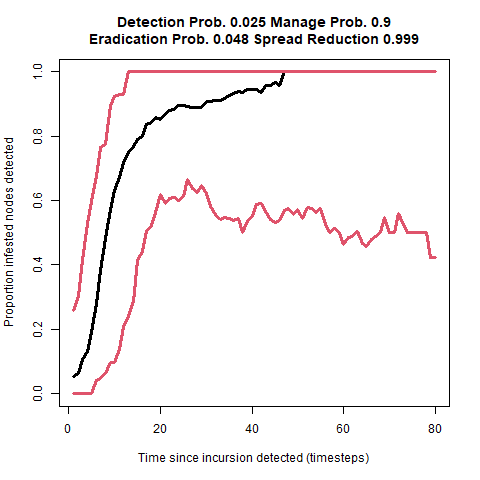 Detection Prob. 0.025 Manage Prob. 0.9
Eradication Prob. 0.048 Spread Reduction 0.999
Proportion infested nodes detected
1.0
0.8
0.6
0.4
0.2
0.0
0 20 40 60 80
Time since incursion detected (timesteps)